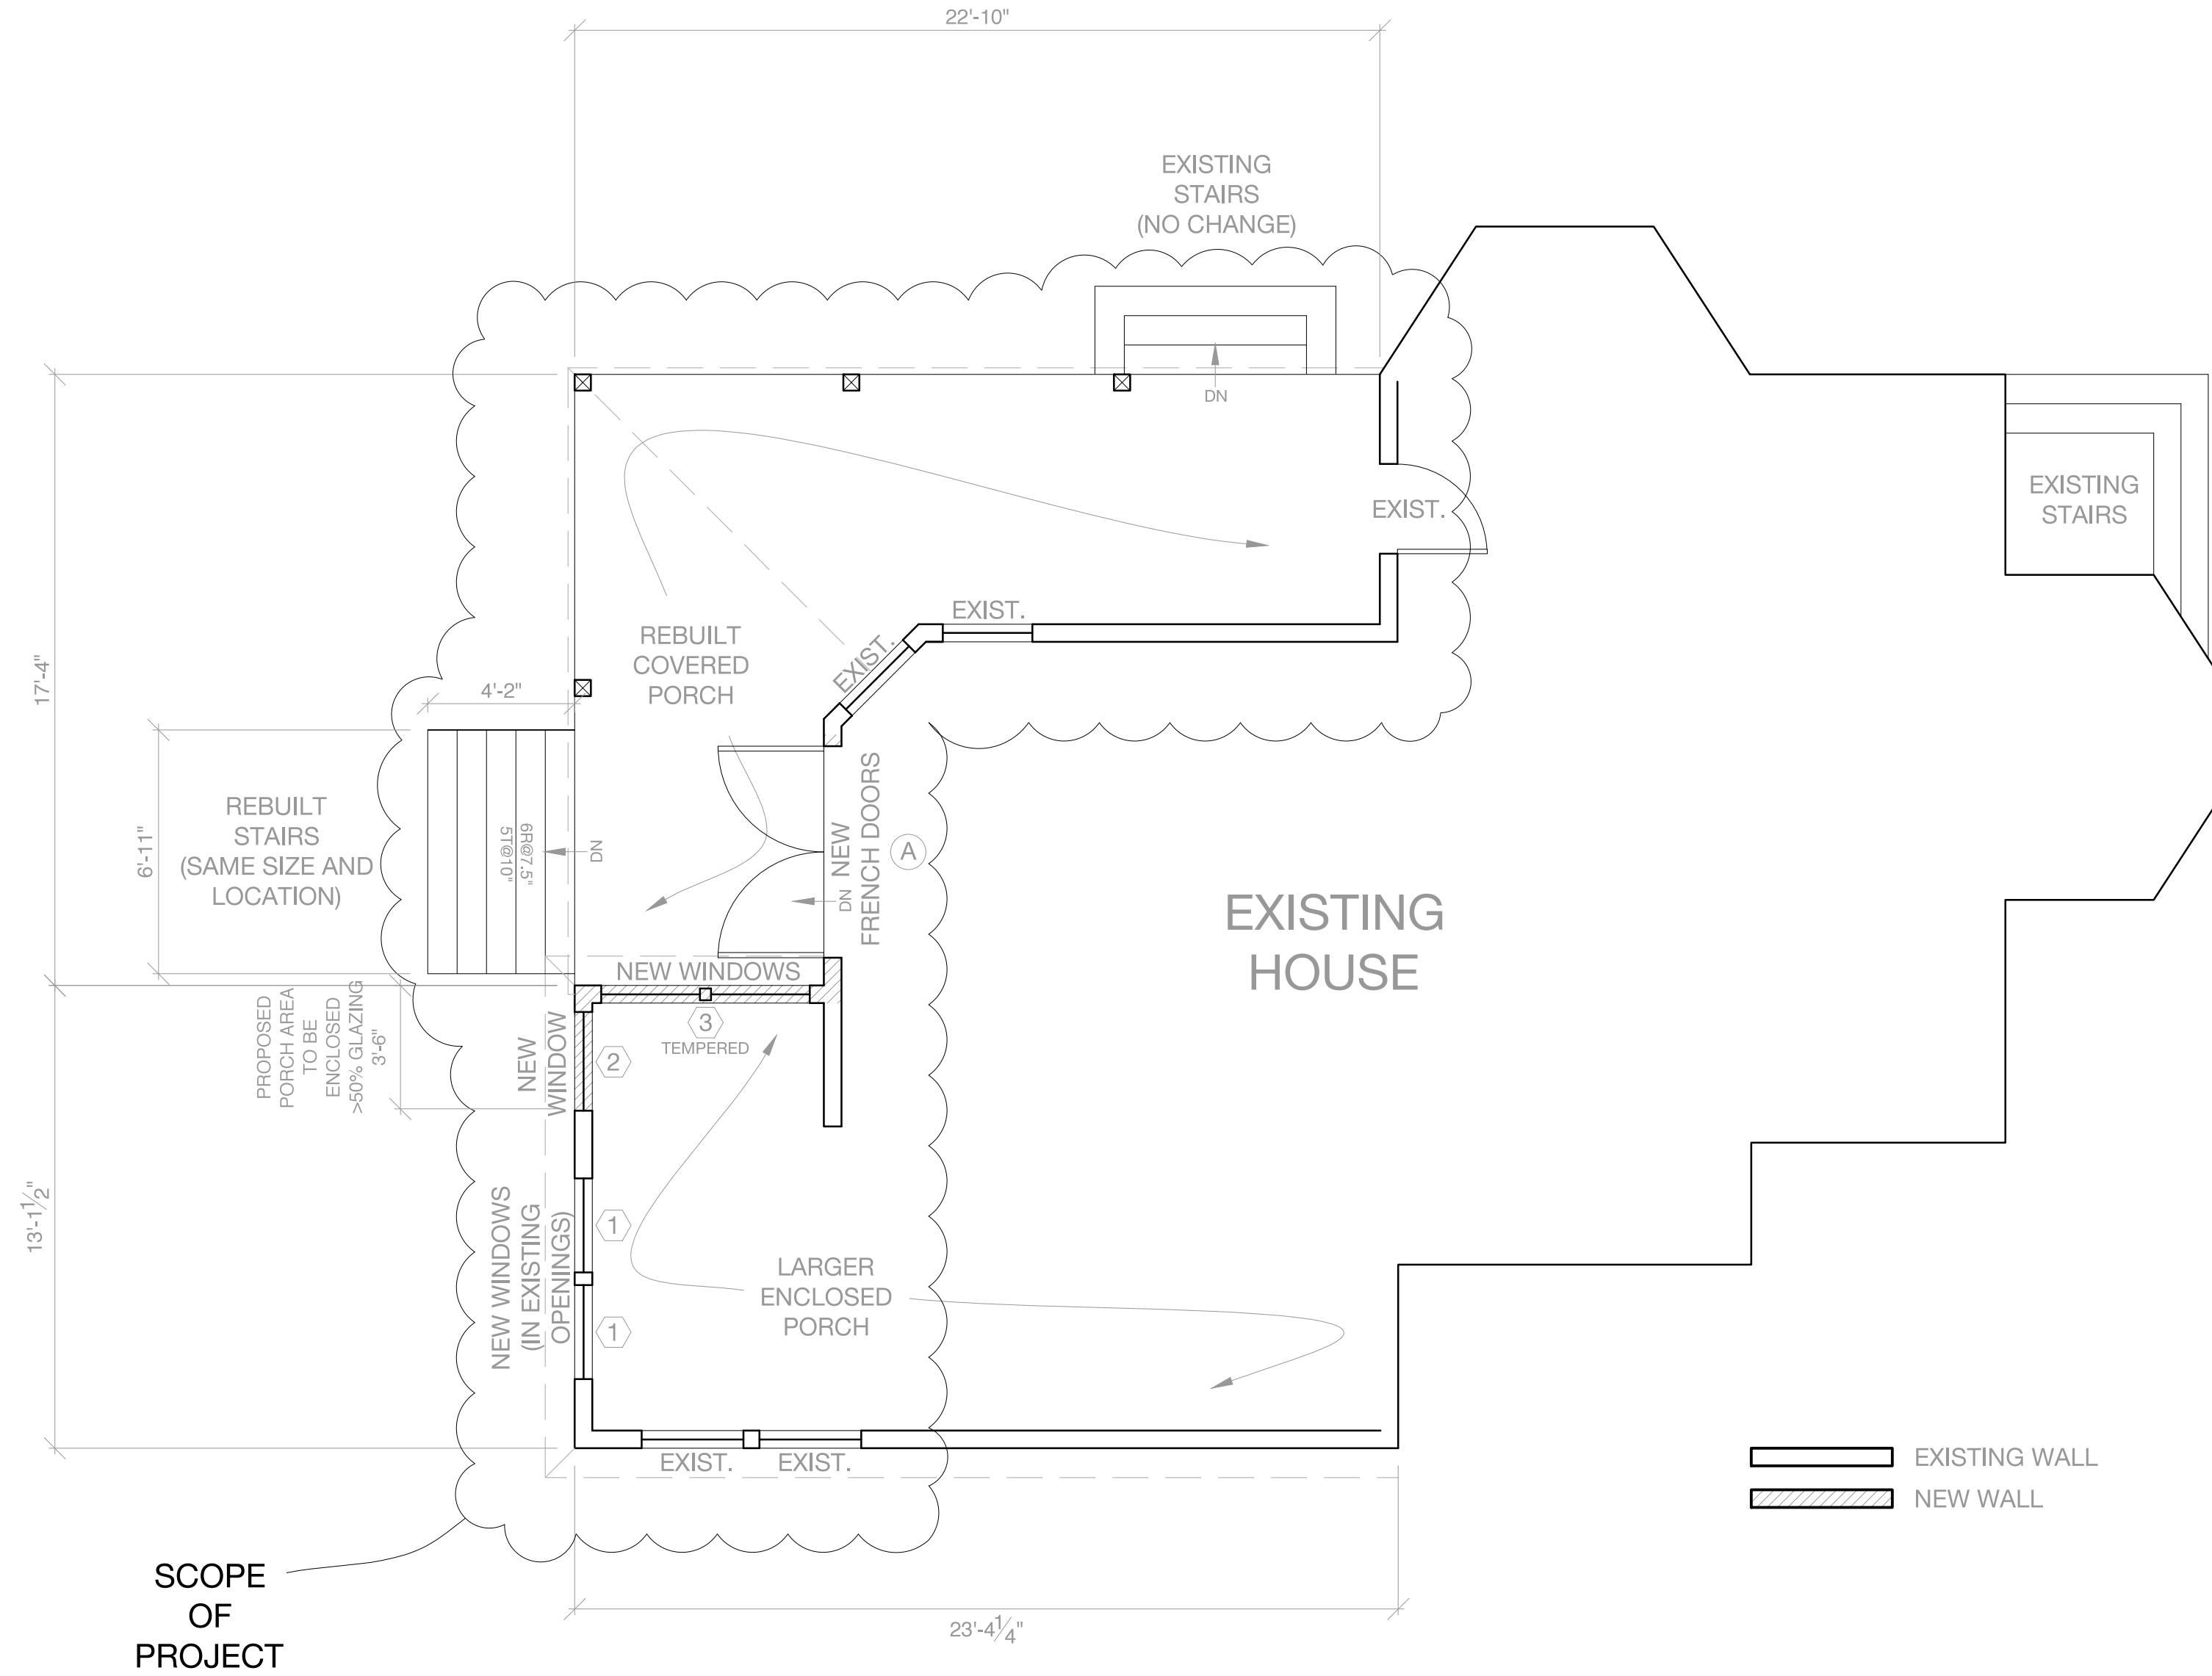 22'-10"
EXISTING
STAIRS
(NO CHANGE)
DN
EXIST.
EXISTING
STAIRS
17'-4"
EXIST.
EXIST.
REBUILT
COVERED
PORCH
4'-2"
6'-11"
REBUILT
STAIRS
(SAME SIZE AND
LOCATION)
6R@7.5"
5T@10"
DN
DN
NEW
FRENCH DOORS
A
EXISTING
HOUSE
NEW WINDOWS
3
TEMPERED
PROPOSED
PORCH AREA
TO BE
ENCLOSED
>50% GLAZING
3'-6"
NEW
WINDOW
2
13'-1 1/2"
NEW WINDOWS
(IN EXISTING
OPENINGS)
1
1
LARGER
ENCLOSED
PORCH
EXIST.
EXIST.
EXISTING WALL
NEW WALL
SCOPE
OF
PROJECT
23'-4 1/4"